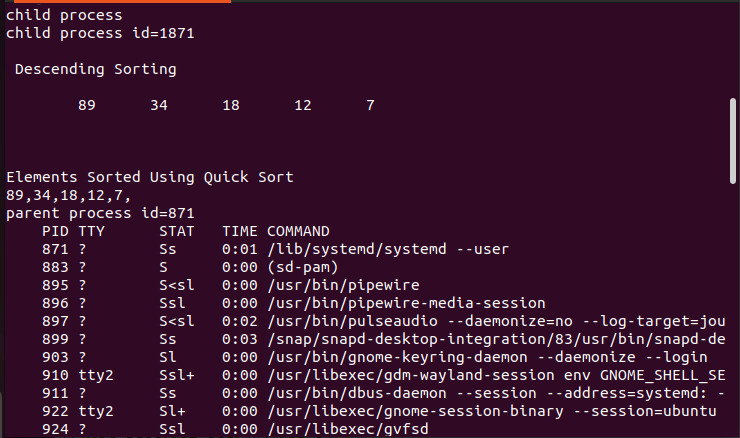 child process
child process id=1871
Descending Sorting
89 34 18 12 7
Elements Sorted Using Quick Sort
89,34,18,12,7,
parent process id=871
PID TTY STAT TIME COMMAND
871 ? Ss 0:01 /lib/systemd/systemd --user
883 ? S 0:00 (sd-pam)
895 ? S<sl 0:00 /usr/bin/pipewire
896 ? Ssl 0:00 /usr/bin/pipewire-media-session
897 ? S<sl 0:02 /usr/bin/pulseaudio --daemonize=no --log-target=jou
899 ? Ss 0:03 /snap/snapd-desktop-integration/83/usr/bin/snapd-de
903 ? Sl 0:00 /usr/bin/gnome-keyring-daemon --daemonize --login
910 tty2 Ssl+ 0:00 /usr/libexec/gdm-wayland-session env GNOME_SHELL_SE
911 ? Ss 0:00 /usr/bin/dbus-daemon --session --address=systemd: -
922 tty2 Sl+ 0:00 /usr/libexec/gnome-session-binary --session=ubuntu
924 ? Ssl 0:00 /usr/libexec/gvfsd